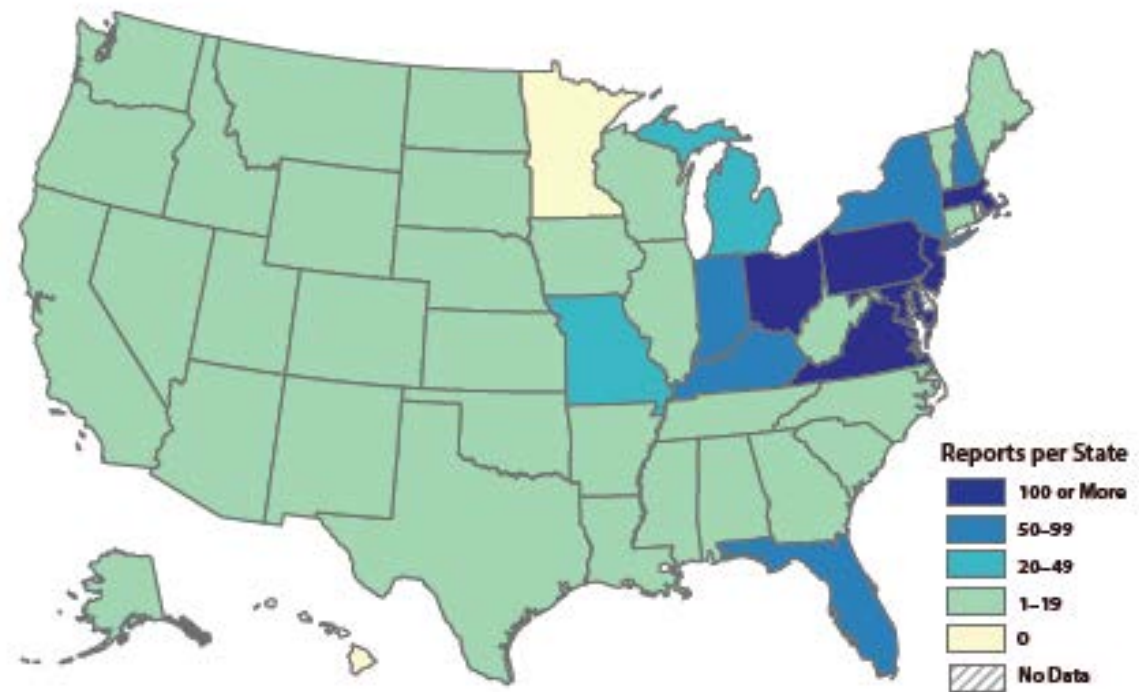 Reports per State
100 or More
50–99
20–49
1–19
0
No Data